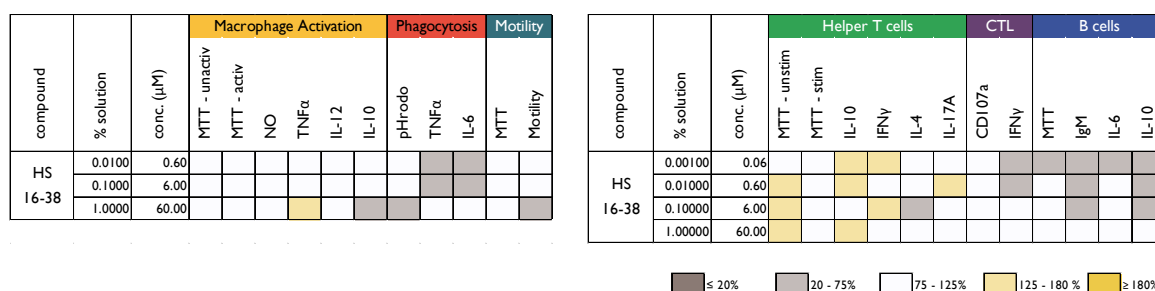 Macrophage Activation Phagocytosis Motility
compound % solution conc. (μM) MTT - unactiv MTT - activ NO TNFα IL-12 IL-10 pHrodo TNFα IL-6 MTT Motility
HS 16-38
0.0100 0.60
0.1000 6.00
1.0000 60.00
Helper T cells CTL B cells
compound % solution conc. (μM) MTT - unstim MTT - stim IL-10 IFNγ IL-4 IL-17A CD107a IFNγ MTT IgM IL-6 IL-10
HS 16-38
0.00100 0.06
0.01000 0.60
0.10000 6.00
1.00000 60.00
≤ 20% 20 - 75% 75 - 125% 125 - 180 % ≥ 180%